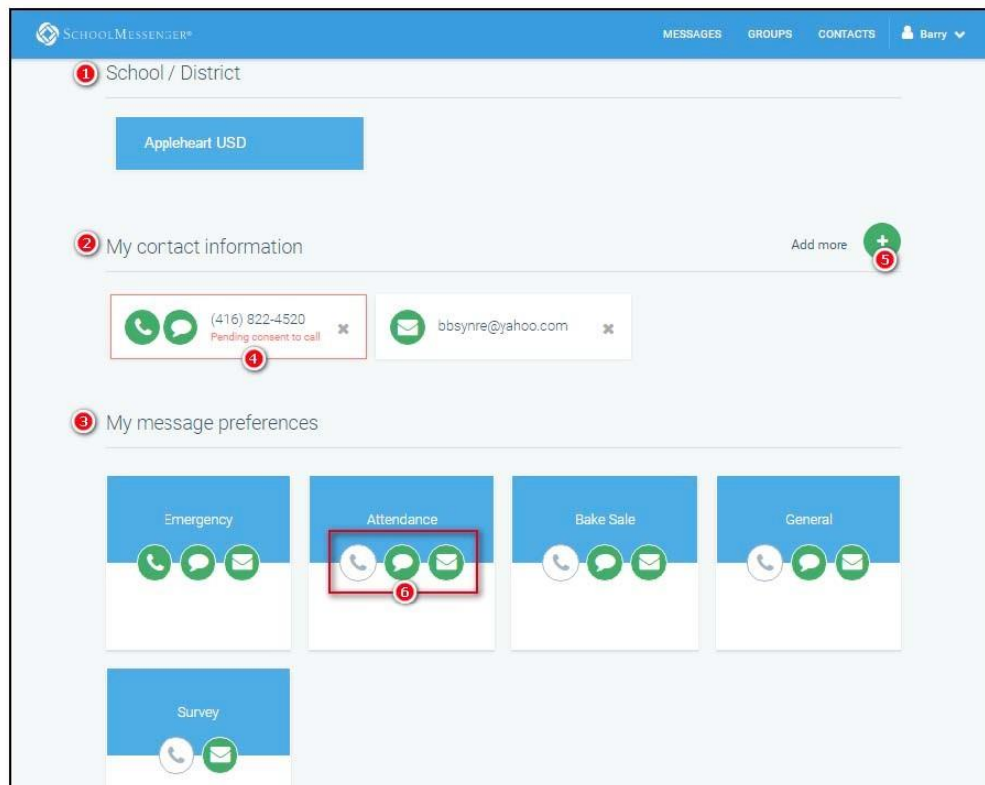 SCHOOLMESSENGER®
MESSAGES GROUPS CONTACTS Barry
1 School / District
Appleheart USD
2 My contact information
Add more
5
(416) 822-4520
Pending consent to call
4
bbsynre@yahoo.com
3 My message preferences
Emergency
Attendance
6
Bake Sale
General
Survey